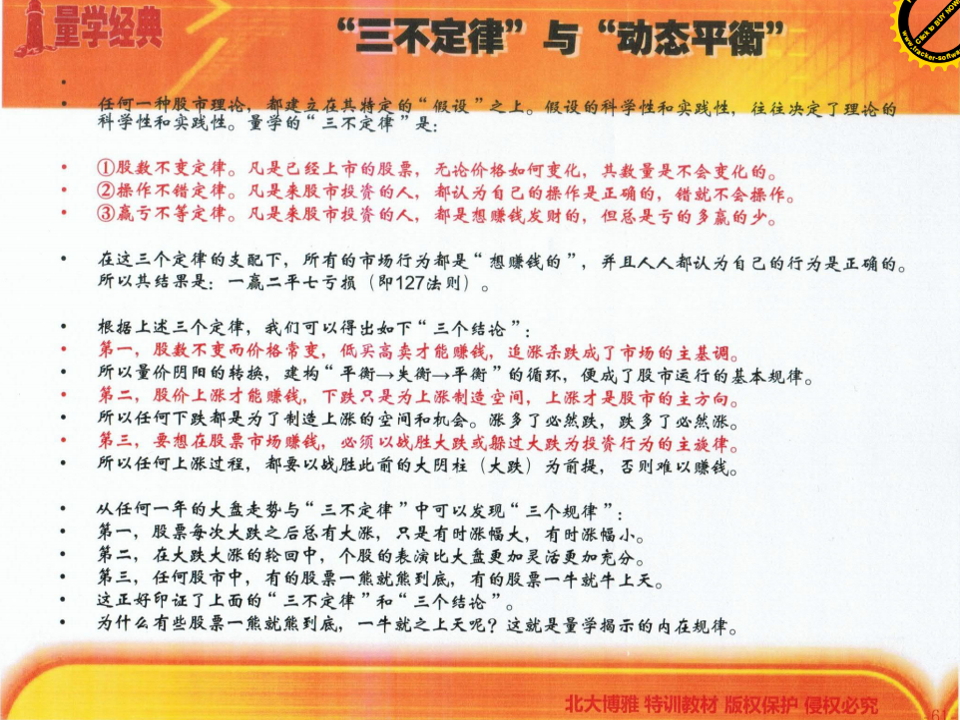 量学经典
“三不定律”与“动态平衡”
Click to BUY NOW
www.tracker-softw
任何一种股市理论，都建立在其特定的“假设”之上。假设的科学性和实践性，往往决定了理论的
科学性和实践性。量学的“三不定律”是：
①股数不变定律。凡是已经上市的股票，无论价格如何变化，其数量是不会变化的。
②操作不错定律。凡是来股市投资的人，都认为自己的操作是正确的，错就不会操作。
③赢亏不等定律。凡是来股市投资的人，都是想赚钱发财的，但总是亏的多赢的少。
在这三个定律的支配下，所有的市场行为都是“想赚钱的”，并且人人都认为自己的行为是正确的。
所以其结果是：一赢二平七亏损（即127法则）。
根据上述三个定律，我们可以得出如下“三个结论”：
第一，股数不变而价格常变，低买高卖才能赚钱，追涨杀跌成了市场的主基调。
所以量价阴阳的转换，建构“平衡→失衡→平衡”的循环，便成了股市运行的基本规律。
第二，股价上涨才能赚钱，下跌只是为上涨制造空间，上涨才是股市的主方向。
所以任何下跌都是为了制造上涨的空间和机会。涨多了必然跌，跌多了必然涨。
第三，要想在股票市场赚钱，必须以战胜大跌或躲过大跌为投资行为的主旋律。
所以任何上涨过程，都要以战胜此前的大阴柱（大跌）为前提，否则难以赚钱。
从任何一年的大盘走势与“三不定律”中可以发现“三个规律”：
第一，股票每次大跌之后总有大涨，只是有时涨幅大，有时涨幅小。
第二，在大跌大涨的轮回中，个股的表演比大盘更加灵活更加充分。
第三，任何股市中，有的股票一熊就熊到底，有的股票一牛就牛上天。
这正好印证了上面的“三不定律”和“三个结论”。
为什么有些股票一熊就熊到底，一牛就之上天呢？这就是量学揭示的内在规律。
北大博雅 特训教材 版权保护 侵权必究
61